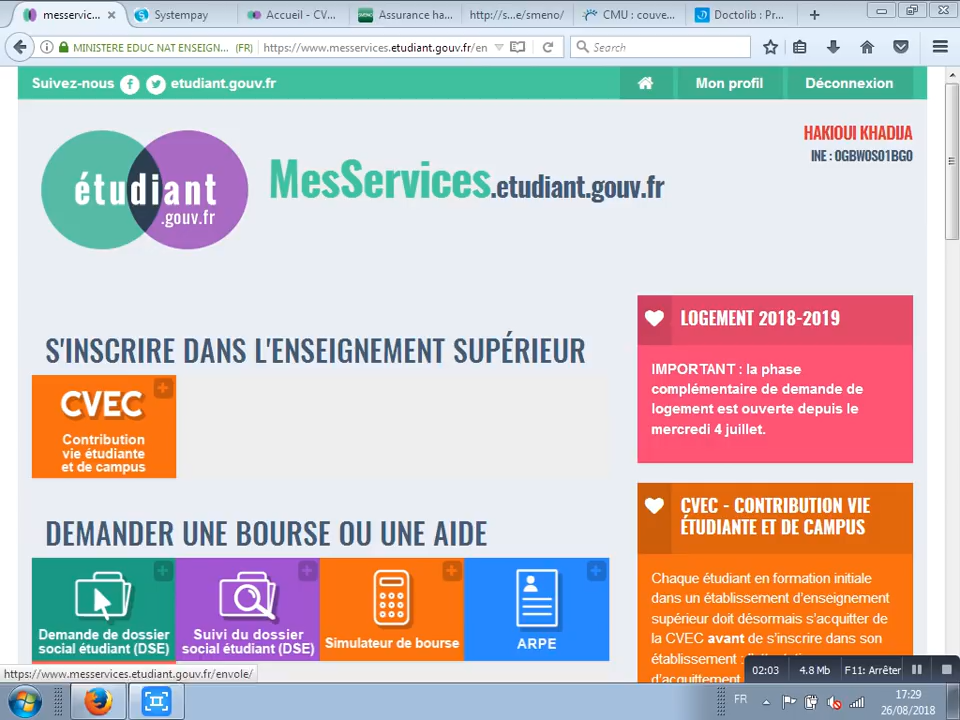 messervic...
Systempay
Accueil - CV...
Assurance ha...
http://s...e/smeno/
CMU : couve...
Doctolib : Pr...
MINISTERE EDUC NAT ENSEIGN... (FR)
https://www.messervices.etudiant.gouv.fr/en
Search
Suivez-nous
etudiant.gouv.fr
Mon profil
Déconnexion
HAKIOUI KHADIJA
INE : 0GBW0S01BG0
étudiant
.gouv.fr
MesServices.etudiant.gouv.fr
S'INSCRIRE DANS L'ENSEIGNEMENT SUPÉRIEUR
CVEC
Contribution
vie étudiante
et de campus
DEMANDER UNE BOURSE OU UNE AIDE
Demande de dossier
social étudiant (DSE)
Suivi du dossier
social étudiant (DSE)
Simulateur de bourse
ARPE
LOGEMENT 2018-2019
IMPORTANT : la phase
complémentaire de demande de
logement est ouverte depuis le
mercredi 4 juillet.
CVEC - CONTRIBUTION VIE
ÉTUDIANTE ET DE CAMPUS
Chaque étudiant en formation initiale
dans un établissement d'enseignement
supérieur doit désormais s'acquitter de
la CVEC avant de s'inscrire dans son
établissement :
d'acquittement
https://www.messervices.etudiant.gouv.fr/envole/
02:03
4.8 Mb
F11: Arrêter
FR
17:29
26/08/2018